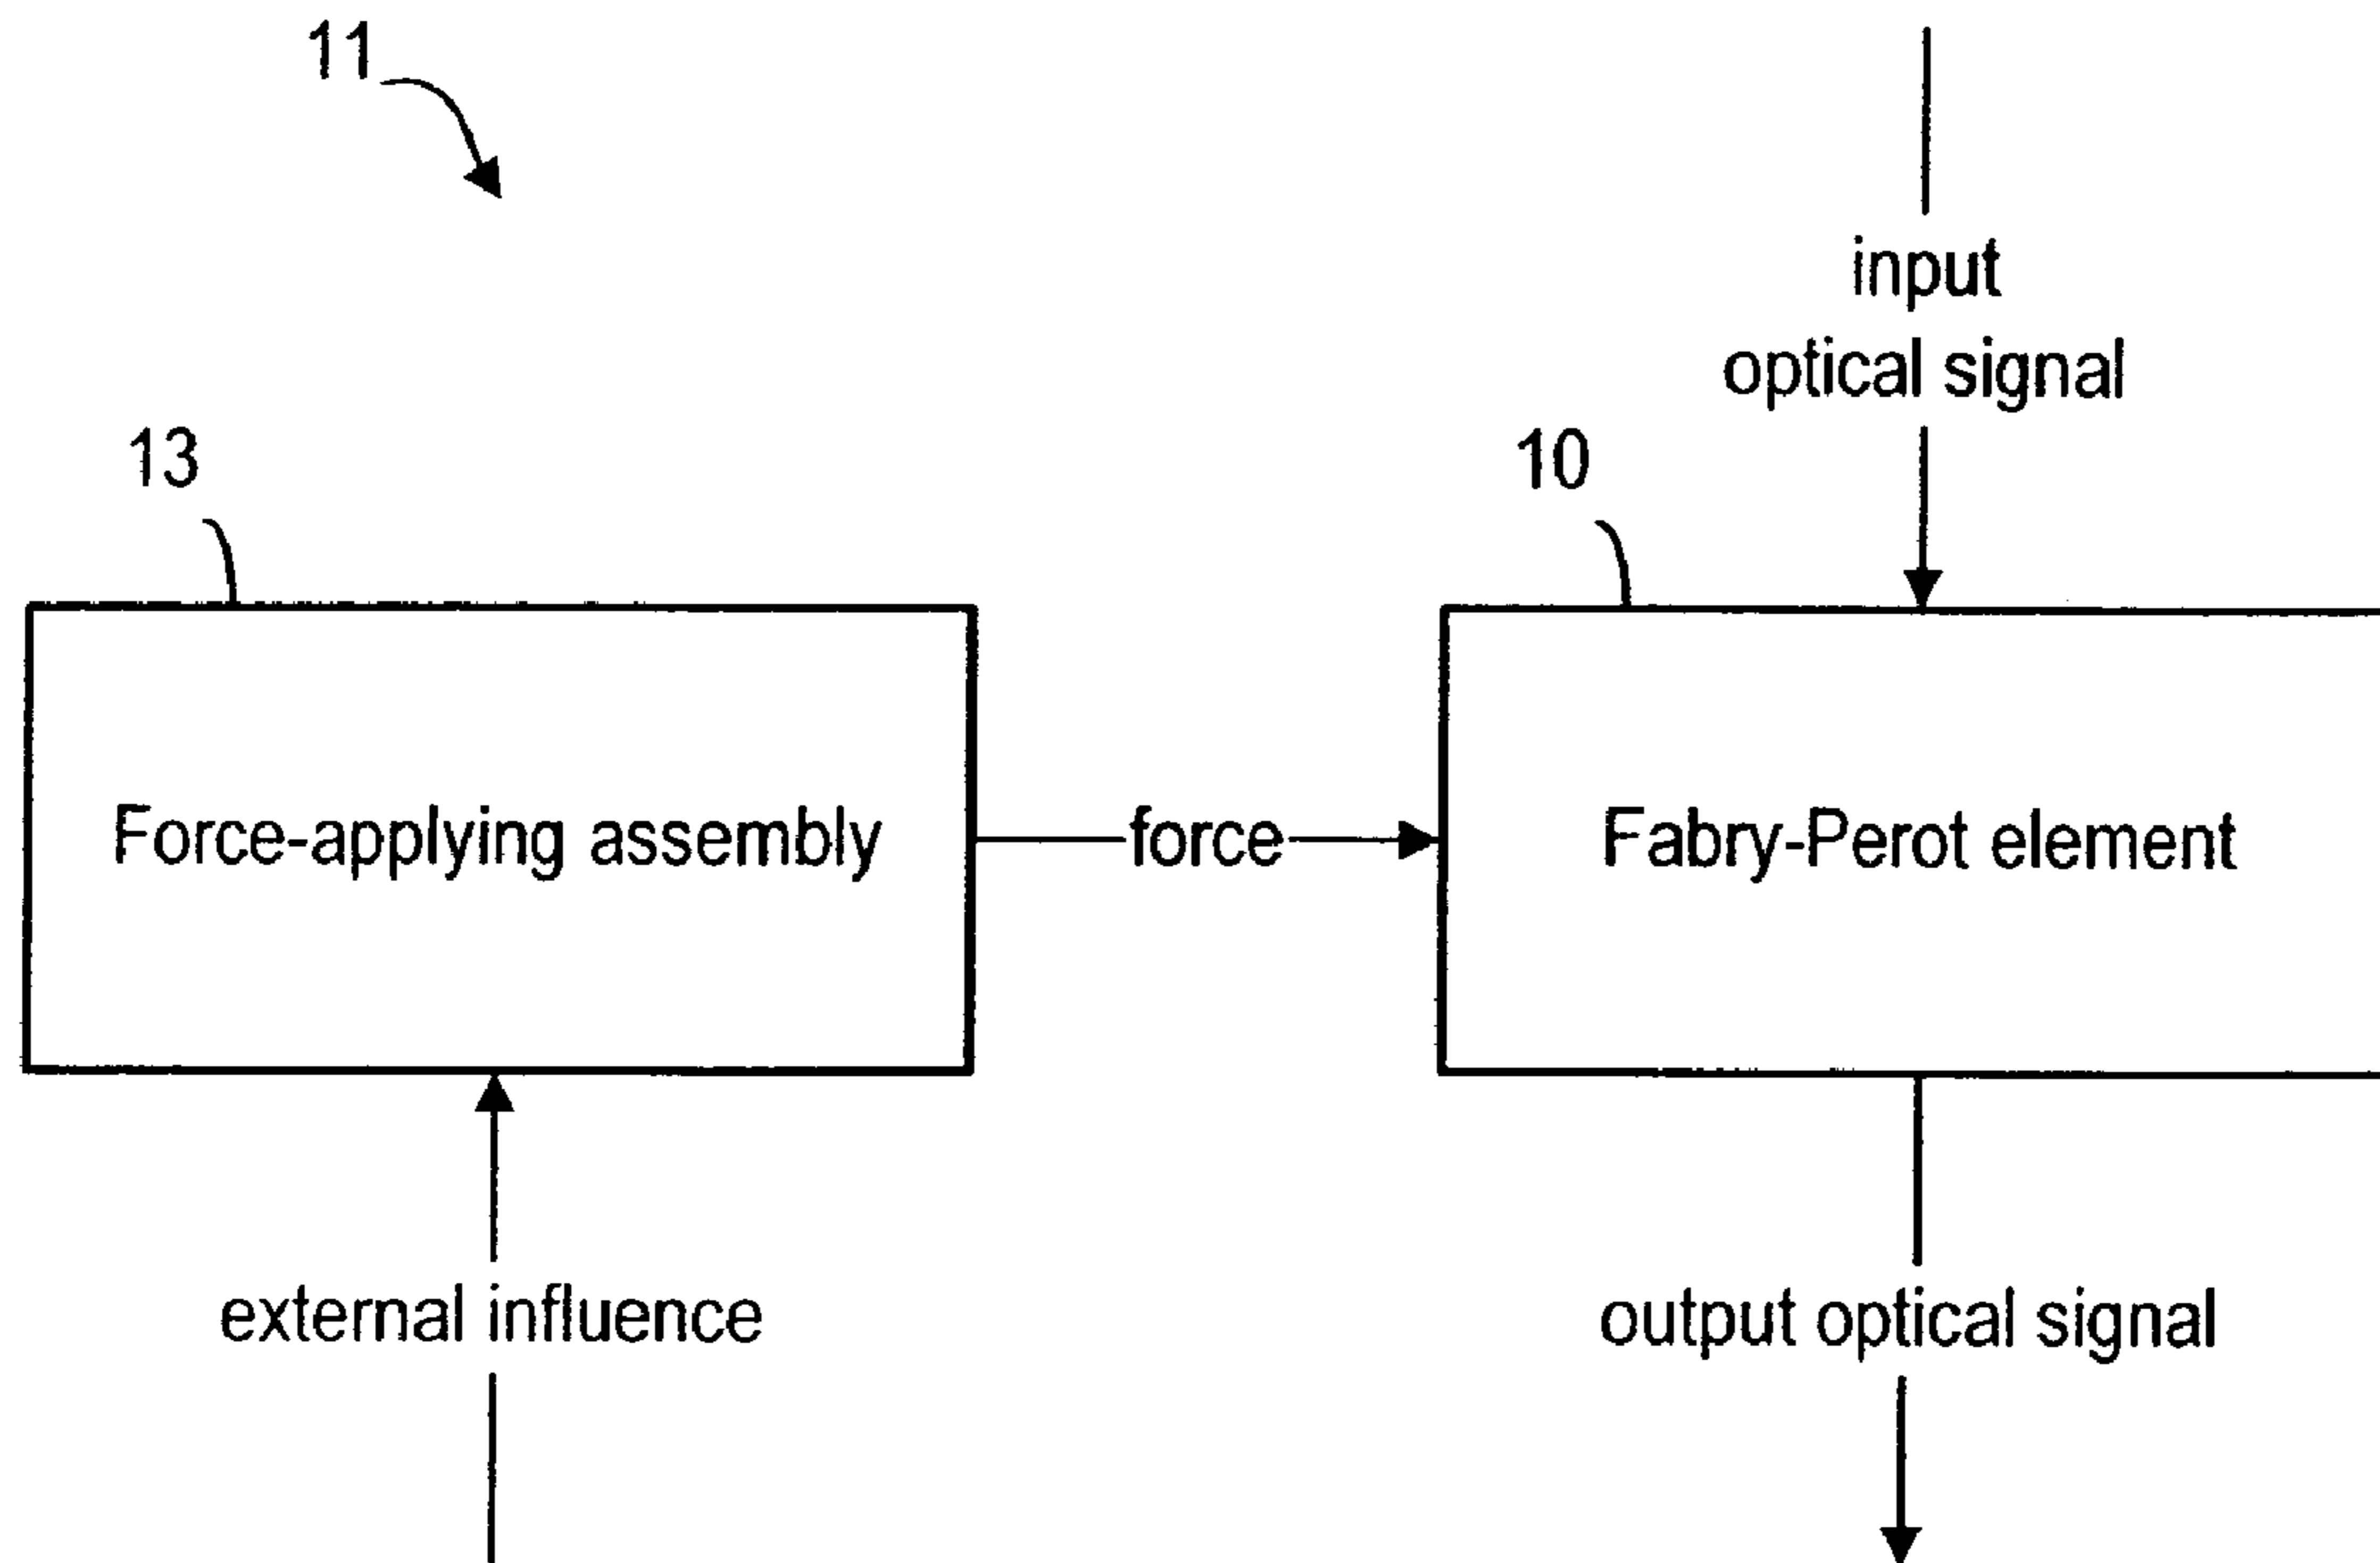 11
input
optical signal
13
10
Force-applying assembly
force
Fabry-Perot element
external influence
output optical signal